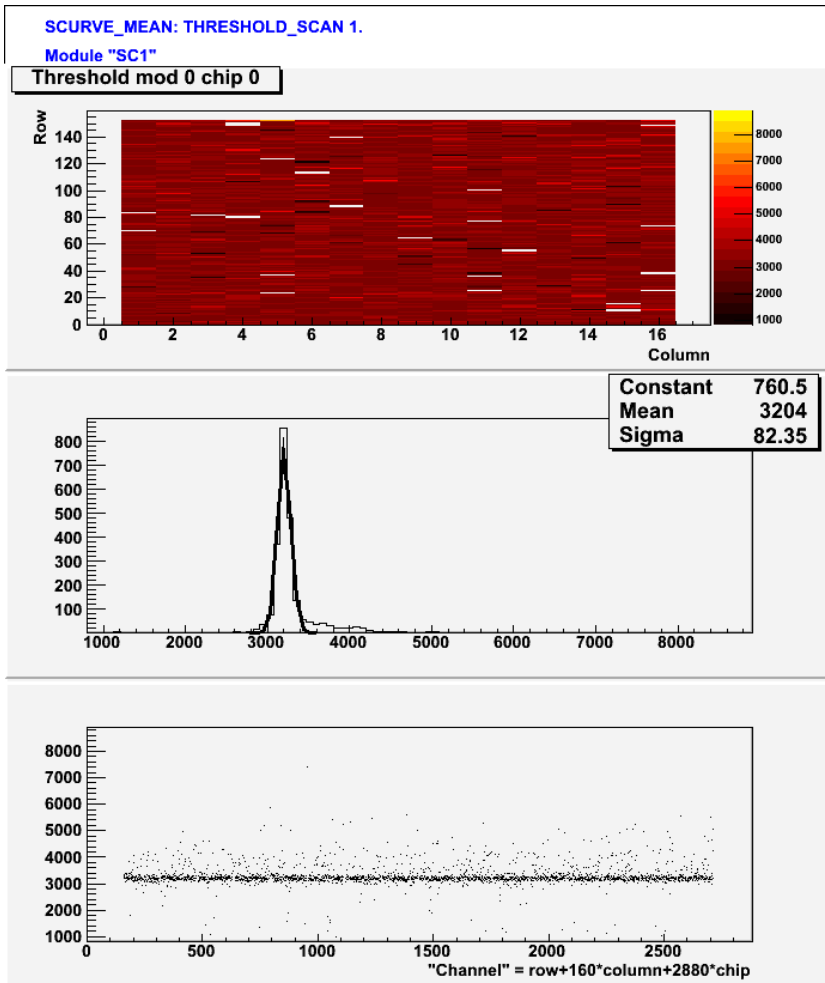 SCURVE_MEAN: THRESHOLD_SCAN 1.
Module "SC1"
Threshold mod 0 chip 0
Row
140
120
100
80
60
40
20
0
0 2 4 6 8 10 12 14 16
Column
8000
7000
6000
5000
4000
3000
2000
1000
Constant 760.5
Mean 3204
Sigma 82.35
800
700
600
500
400
300
200
100
1000 2000 3000 4000 5000 6000 7000 8000
8000
7000
6000
5000
4000
3000
2000
1000
0 500 1000 1500 2000 2500
"Channel" = row+160*column+2880*chip